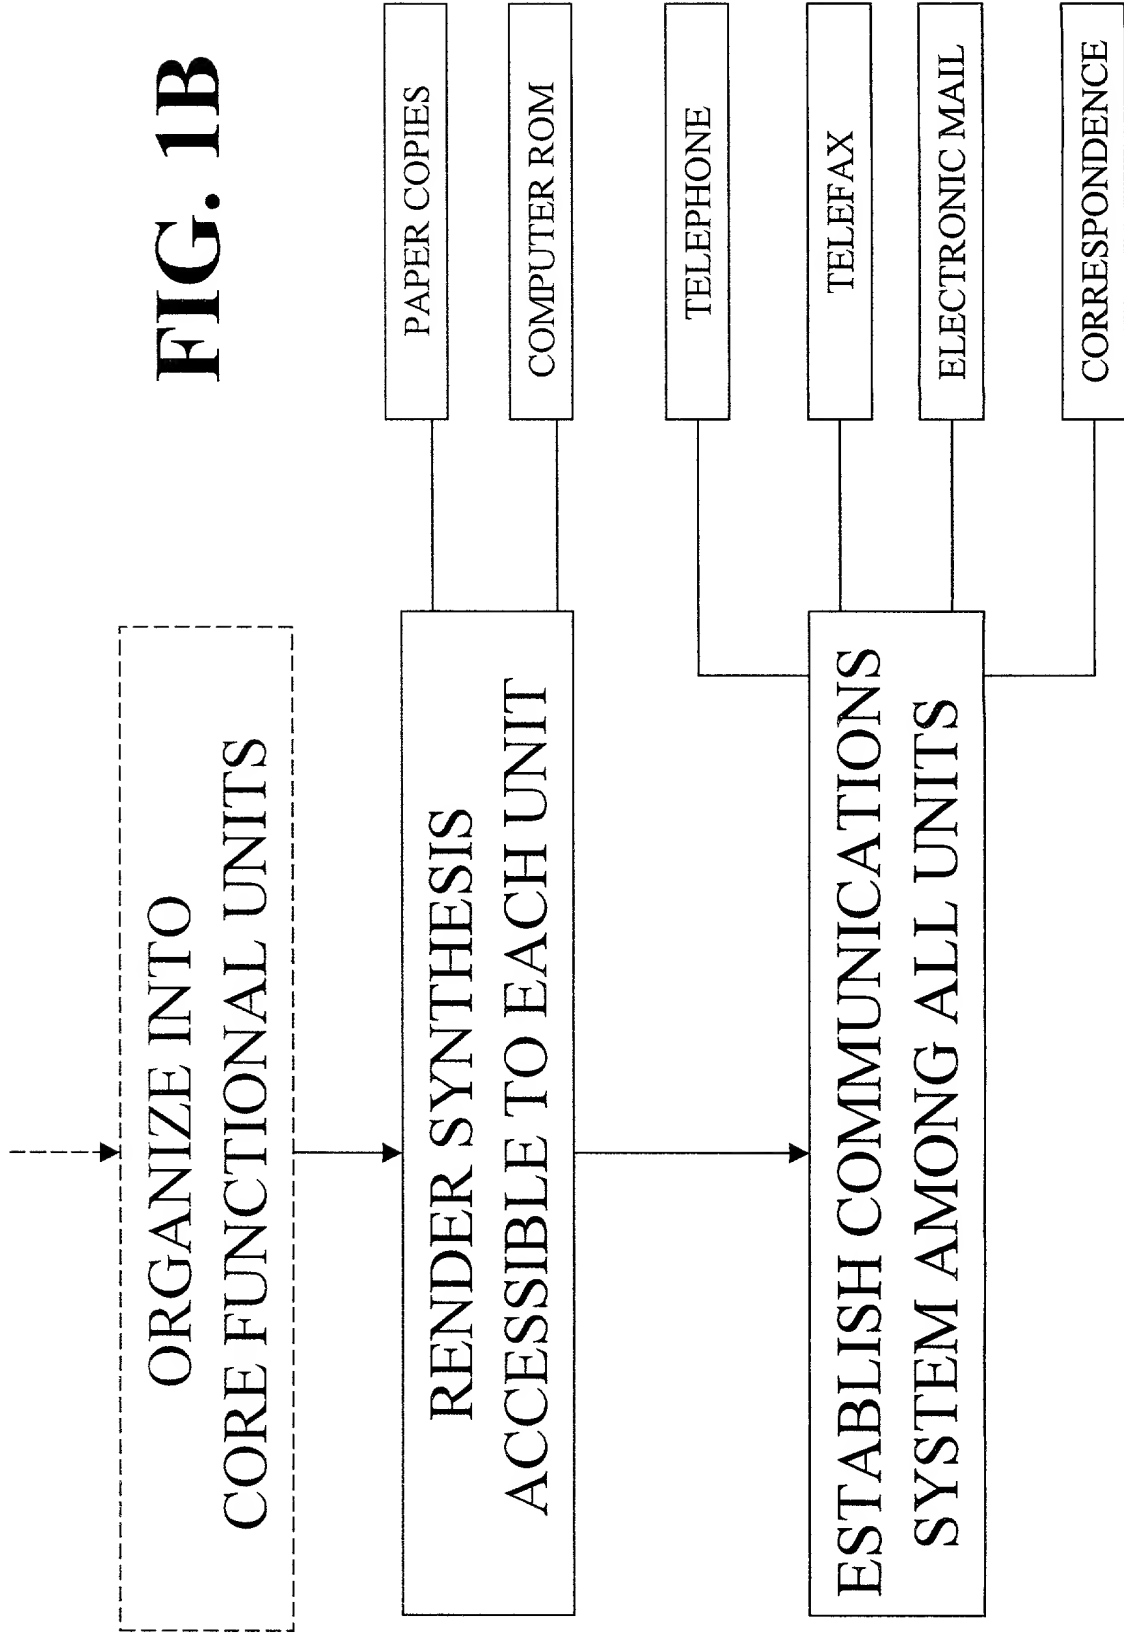 FIG. 1B
ORGANIZE INTO
CORE FUNCTIONAL UNITS
RENDER SYNTHESIS
ACCESSIBLE TO EACH UNIT
PAPER COPIES
COMPUTER ROM
ESTABLISH COMMUNICATIONS
SYSTEM AMONG ALL UNITS
TELEPHONE
TELEFAX
ELECTRONIC MAIL
CORRESPONDENCE